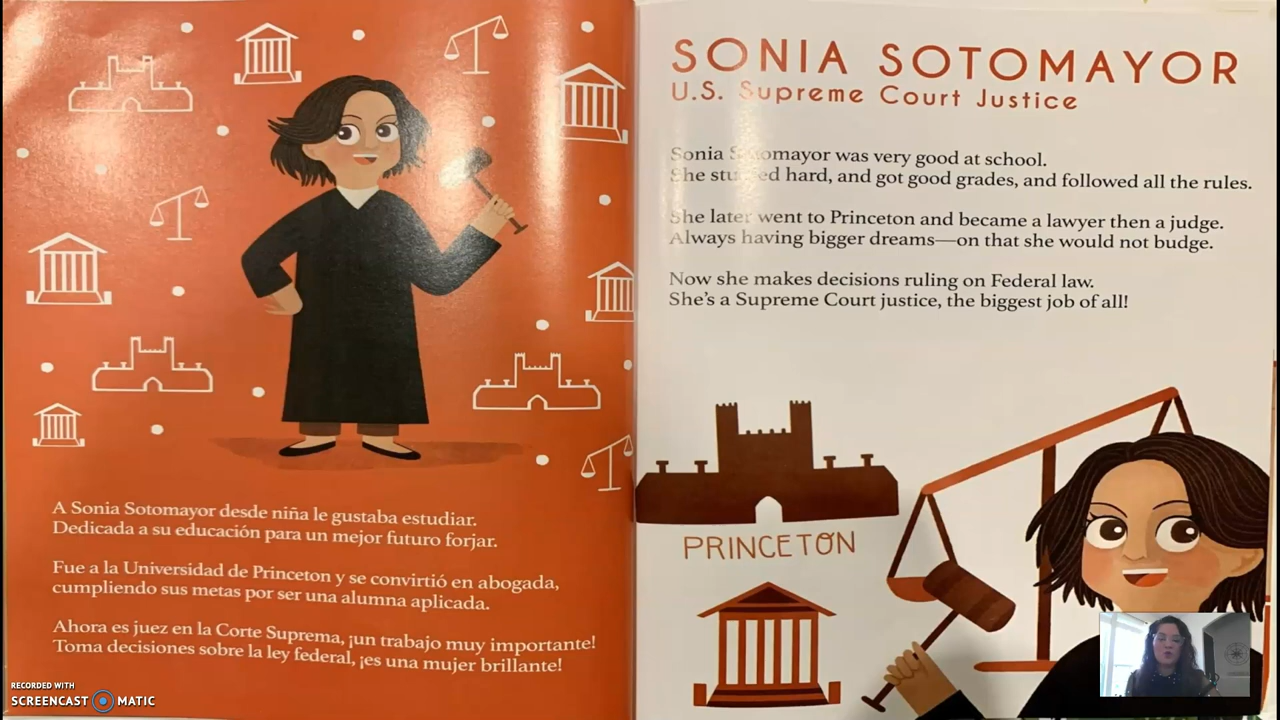 A Sonia Sotomayor desde niña le gustaba estudiar.
Dedicada a su educación para un mejor futuro forjar.
Fue a la Universidad de Princeton y se convirtió en abogada,
cumpliendo sus metas por ser una alumna aplicada.
Ahora es juez en la Corte Suprema, ¡un trabajo muy importante!
Toma decisiones sobre la ley federal, ¡es una mujer brillante!
SONIA SOTOMAYOR
U.S. Supreme Court Justice
Sonia Sotomayor was very good at school.
She studied hard, and got good grades, and followed all the rules.
She later went to Princeton and became a lawyer then a judge.
Always having bigger dreams—on that she would not budge.
Now she makes decisions ruling on Federal law.
She's a Supreme Court justice, the biggest job of all!
PRINCETON
RECORDED WITH
SCREENCAST MATIC